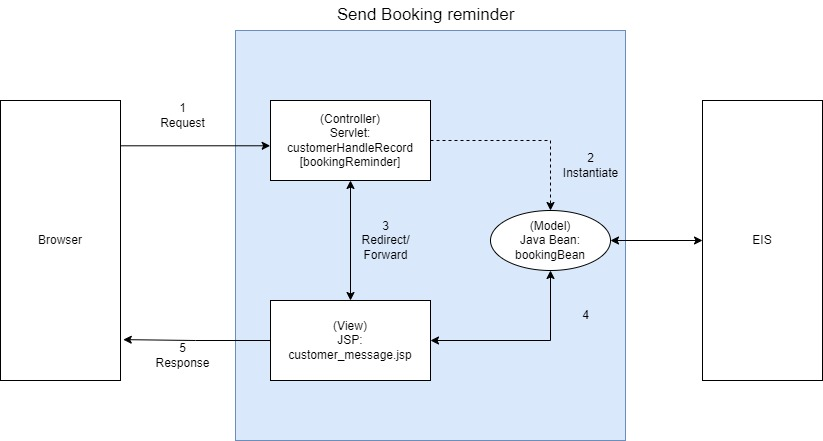 Send Booking reminder
1
Request
(Controller)
Servlet:
customerHandleRecord
[bookingReminder]
2
Instantiate
Browser
3
Redirect/
Forward
(Model)
Java Bean:
bookingBean
EIS
4
(View)
JSP:
customer_message.jsp
5
Response